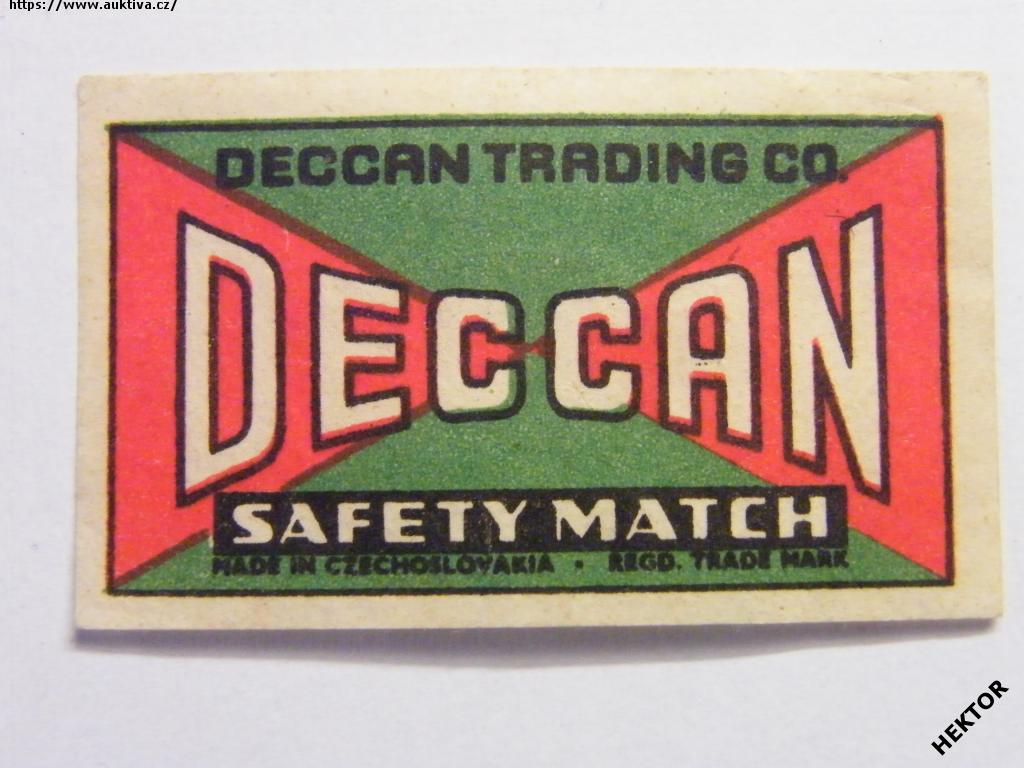 https://www.auktiva.cz/
DECCAN TRADING CO.
DECCAN
SAFETY MATCH
MADE IN CZECHOSLOVAKIA • REGD. TRADE MARK
HEKTOR